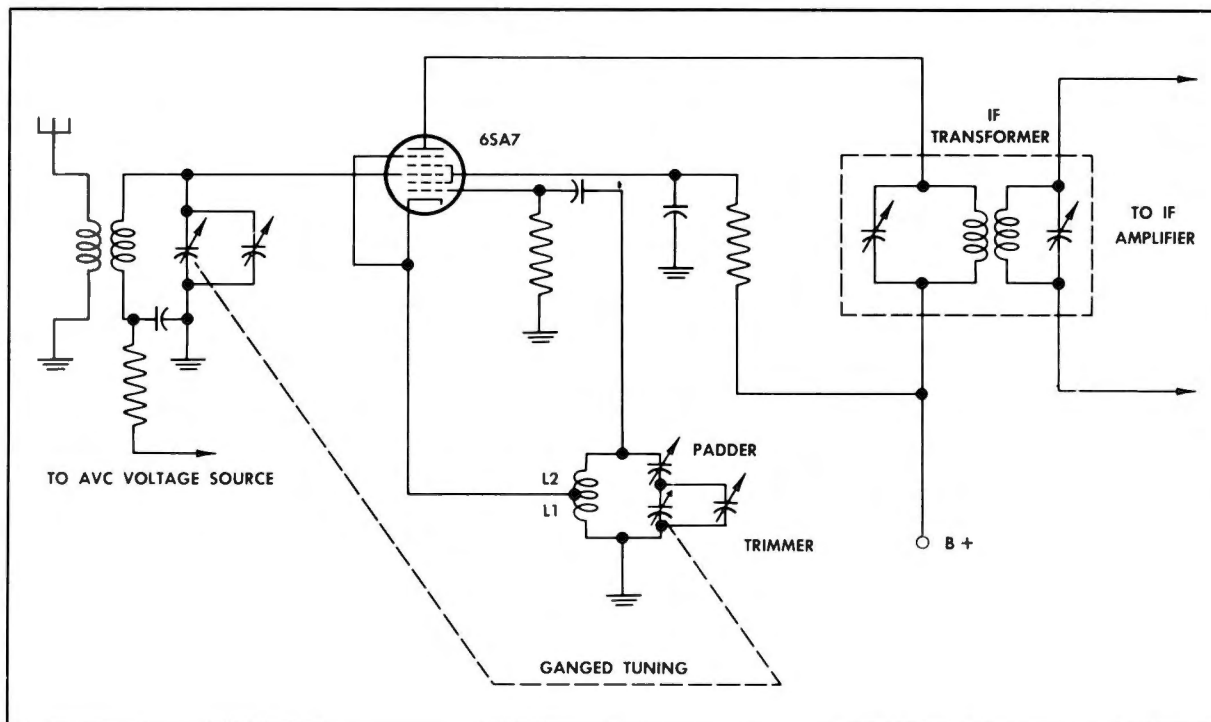 6SA7
IF
TRANSFORMER
TO IF
AMPLIFIER
TO AVC VOLTAGE SOURCE
L2
L1
PADDER
TRIMMER
B +
GANGED TUNING